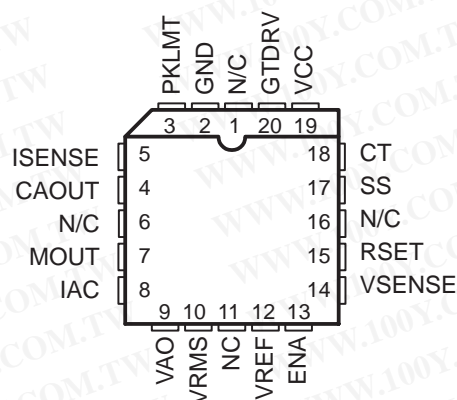 PKLMT GND N/C GTDRV VCC
3 2 1 20 19
ISENSE 5 18 CT
CAOUT 4 17 SS
N/C 6 16 N/C
MOUT 7 15 RSET
IAC 8 14 VSENSE
9 10 11 12 13
VAO VRMS NC VREF ENA